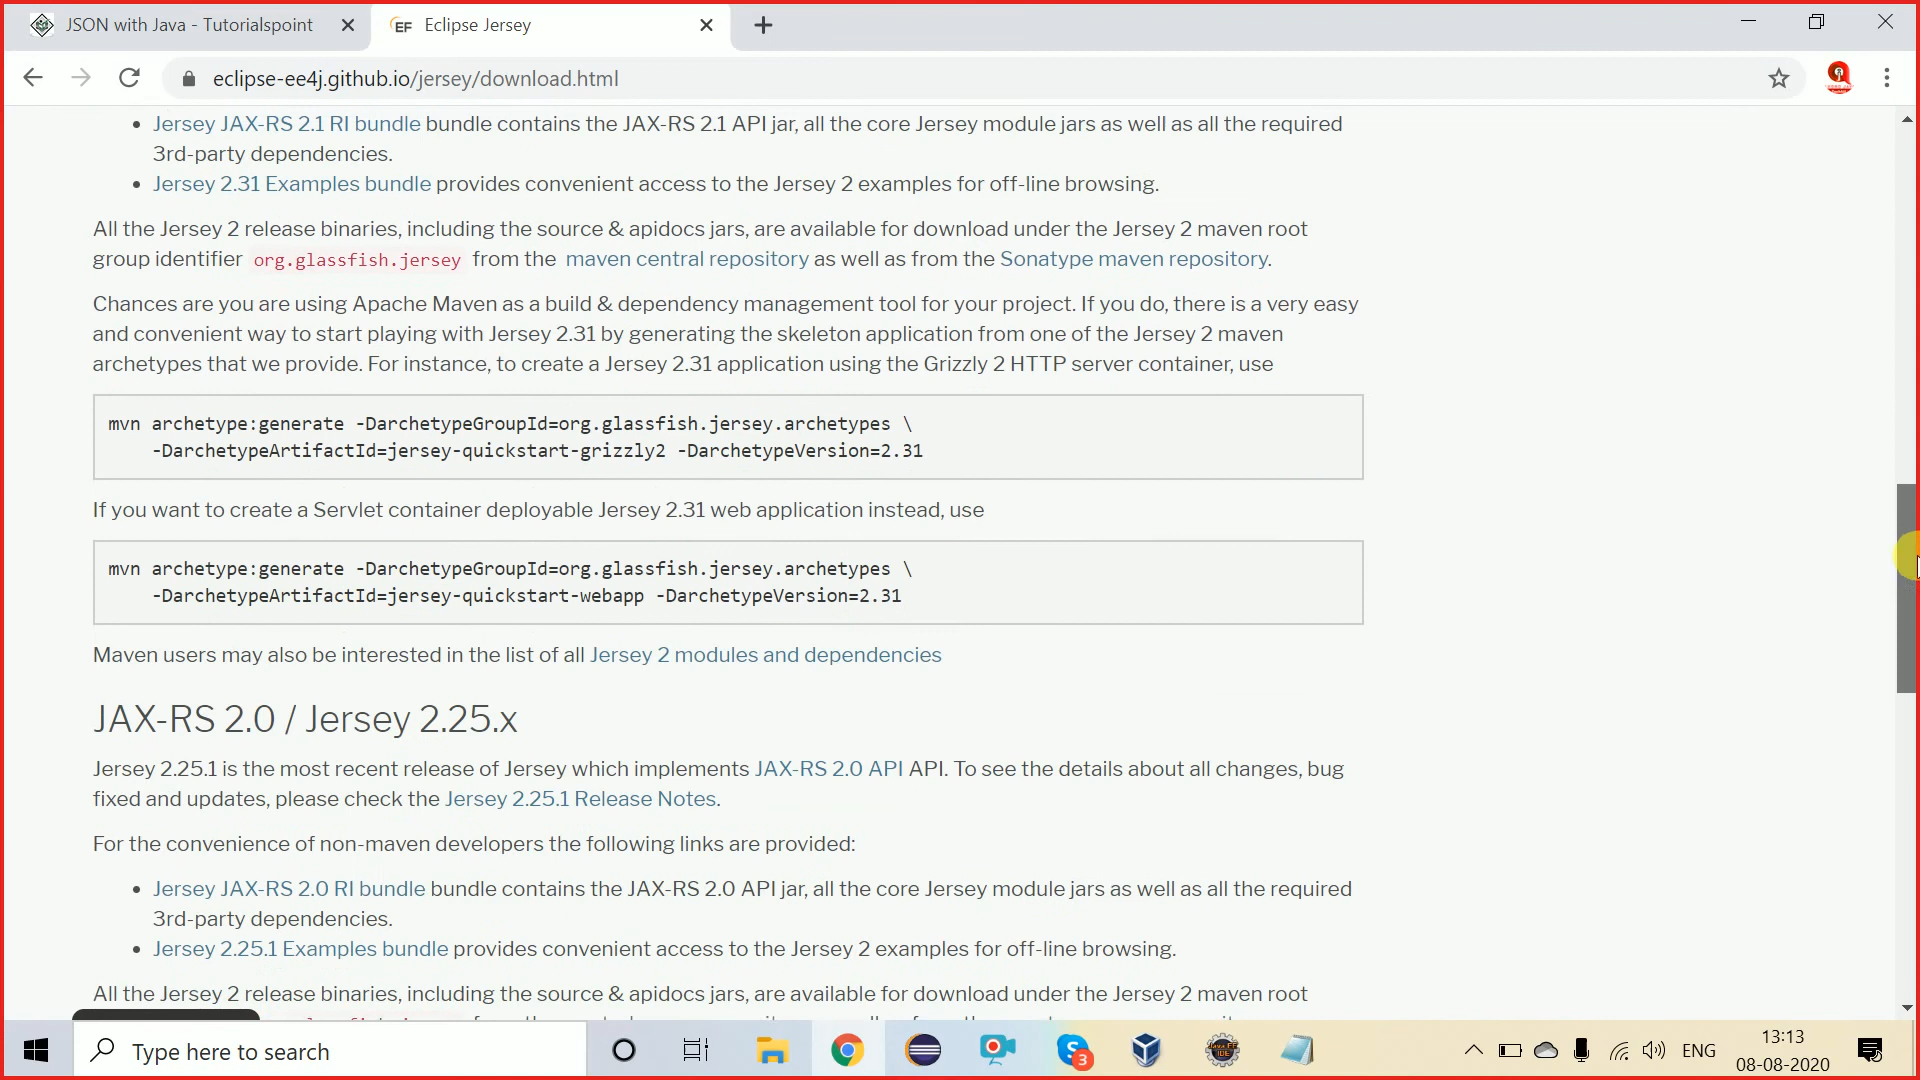 JSON with Java - Tutorialspoint
EF Eclipse Jersey
eclipse-ee4j.github.io/jersey/download.html
• Jersey JAX-RS 2.1 RI bundle bundle contains the JAX-RS 2.1 API jar, all the core Jersey module jars as well as all the required
3rd-party dependencies.
• Jersey 2.31 Examples bundle provides convenient access to the Jersey 2 examples for off-line browsing.
All the Jersey 2 release binaries, including the source & apidocs jars, are available for download under the Jersey 2 maven root
group identifier org.glassfish.jersey from the maven central repository as well as from the Sonatype maven repository.
Chances are you are using Apache Maven as a build & dependency management tool for your project. If you do, there is a very easy
and convenient way to start playing with Jersey 2.31 by generating the skeleton application from one of the Jersey 2 maven
archetypes that we provide. For instance, to create a Jersey 2.31 application using the Grizzly 2 HTTP server container, use
mvn archetype:generate -DarchetypeGroupId=org.glassfish.jersey.archetypes \
-DarchetypeArtifactId=jersey-quickstart-grizzly2 -DarchetypeVersion=2.31
If you want to create a Servlet container deployable Jersey 2.31 web application instead, use
mvn archetype:generate -DarchetypeGroupId=org.glassfish.jersey.archetypes \
-DarchetypeArtifactId=jersey-quickstart-webapp -DarchetypeVersion=2.31
Maven users may also be interested in the list of all Jersey 2 modules and dependencies
JAX-RS 2.0 / Jersey 2.25.x
Jersey 2.25.1 is the most recent release of Jersey which implements JAX-RS 2.0 API API. To see the details about all changes, bug
fixed and updates, please check the Jersey 2.25.1 Release Notes.
For the convenience of non-maven developers the following links are provided:
• Jersey JAX-RS 2.0 RI bundle bundle contains the JAX-RS 2.0 API jar, all the core Jersey module jars as well as all the required
3rd-party dependencies.
• Jersey 2.25.1 Examples bundle provides convenient access to the Jersey 2 examples for off-line browsing.
All the Jersey 2 release binaries, including the source & apidocs jars, are available for download under the Jersey 2 maven root
Type here to search
3
ENG
13:13
08-08-2020